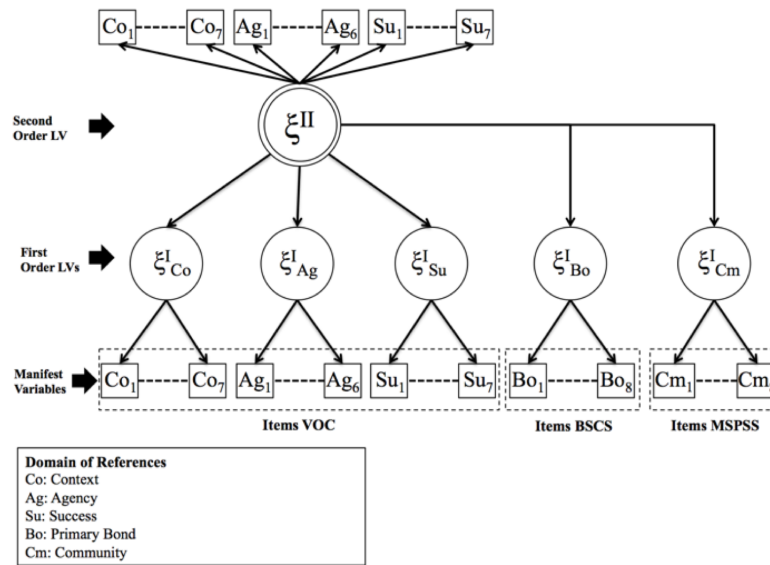 Co1 Co7 Ag1 Ag6 Su1 Su7
Second
Order LV
ξII
First
Order LVs
ξICo ξIAg ξISu ξIBo ξICm
Manifest
Variables
Co1 Co7 Ag1 Ag6 Su1 Su7 Bo1 Bo8 Cm1 Cm
Items VOC Items BSCS Items MSPSS
Domain of References
Co: Context
Ag: Agency
Su: Success
Bo: Primary Bond
Cm: Community